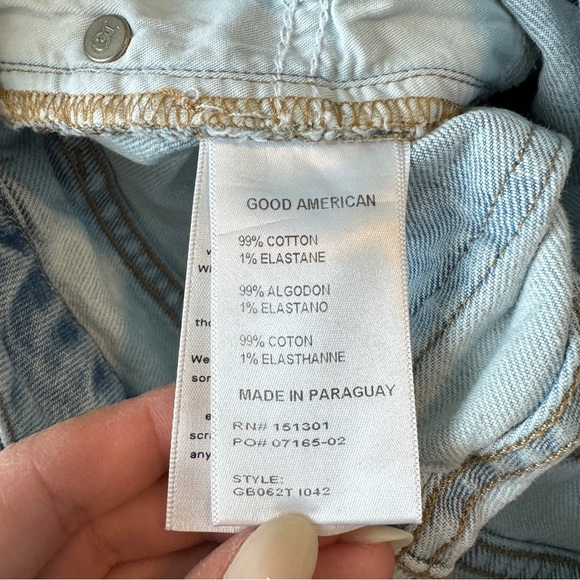 GOOD AMERICAN
99% COTTON
1% ELASTANE
99% ALGODON
1% ELASTANO
99% COTON
1% ELASTHANNE
MADE IN PARAGUAY
RN# 151301
PO# 07165-02
STYLE:
GB062T I042